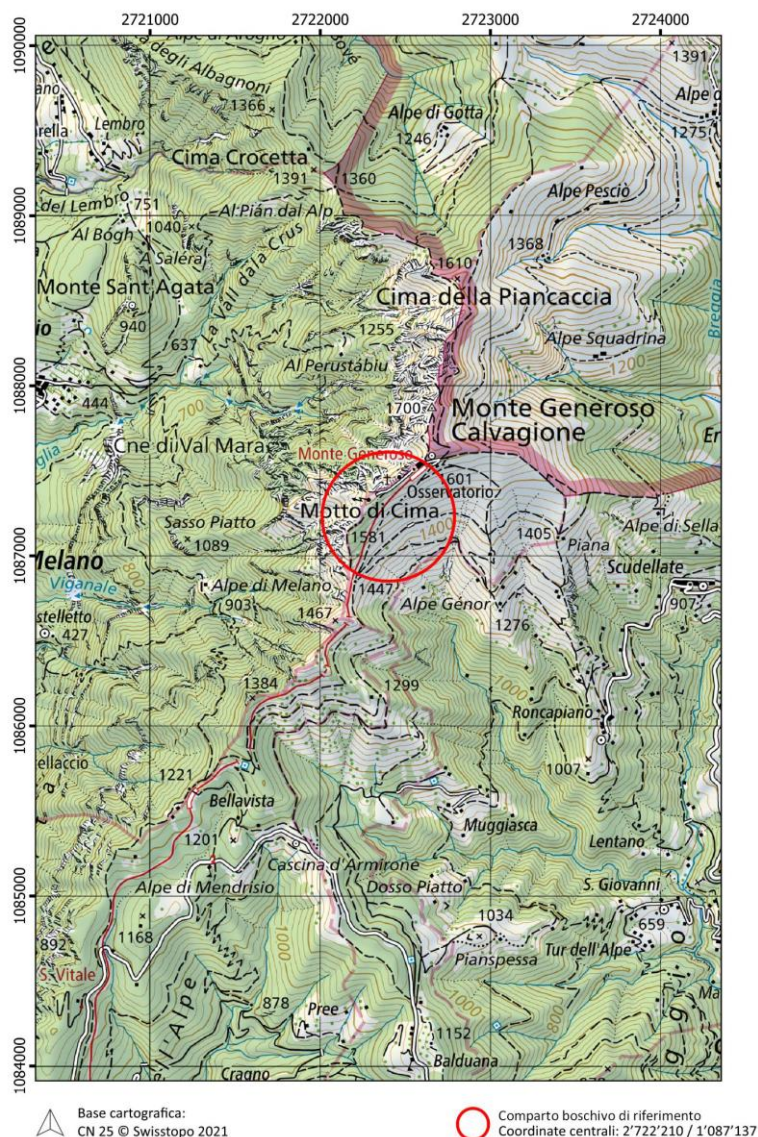 2721000
2722000
2723000
2724000
1090000
degli Albagnoni
1366
Lembro
Alpe di Gotta
1246
1391
1275
Cima Crocetta
1391
1360
Alpe Pesciò
del Lembro
751
Al Pián dal Alp
1089000
Al Bógh
1040
1368
A Saléra
La Vall dala Crus
1610
Monte Sant'Agata
Cima della Piancaccia
940
Breggia
1255
637
Alpe Squadrina
Al Perustábiu
1200
1088000
444
700
1700
Monte Generoso
Calvagione
Cne di Val Mara
Monte Generoso
601
Osservatorio
Motto di Cima
Sasso Piatto
1400
1581
1405
Alpe di Sella
1089
Piana
1087000
Melano
800
Scudellate
Viganale
Alpe di Melano
1447
903
Alpe Génor
907
427
1467
1276
1384
1299
1000
Roncapiano
1086000
1007
1221
Bellavista
Muggiasca
1201
Lentano
Cascina d'Armirone
Alpe di Mendrisio
Dosso Piatto
S. Giovanni
1085000
1034
892
1168
659
Pianspessa
Tur dell'Alpe
S. Vitale
1000
878
Pree
1000
800
1152
Balduana
1084000
Cragno
Base cartografica:
CN 25 © Swisstopo 2021
Comparto boschivo di riferimento
Coordinate centrali: 2’722’210 / 1’087’137